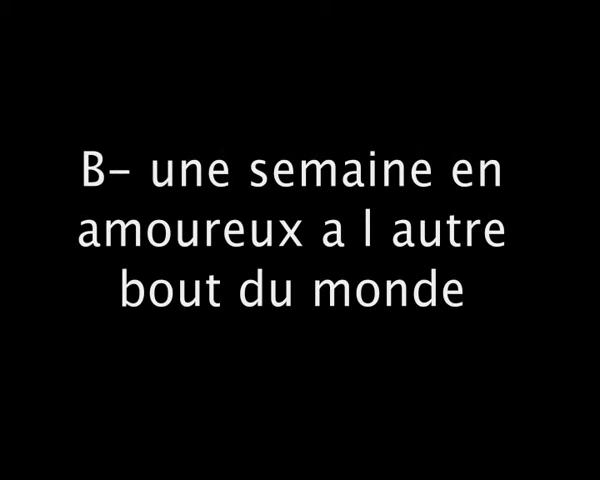 B- une semaine en
amoureux a l autre
bout du monde